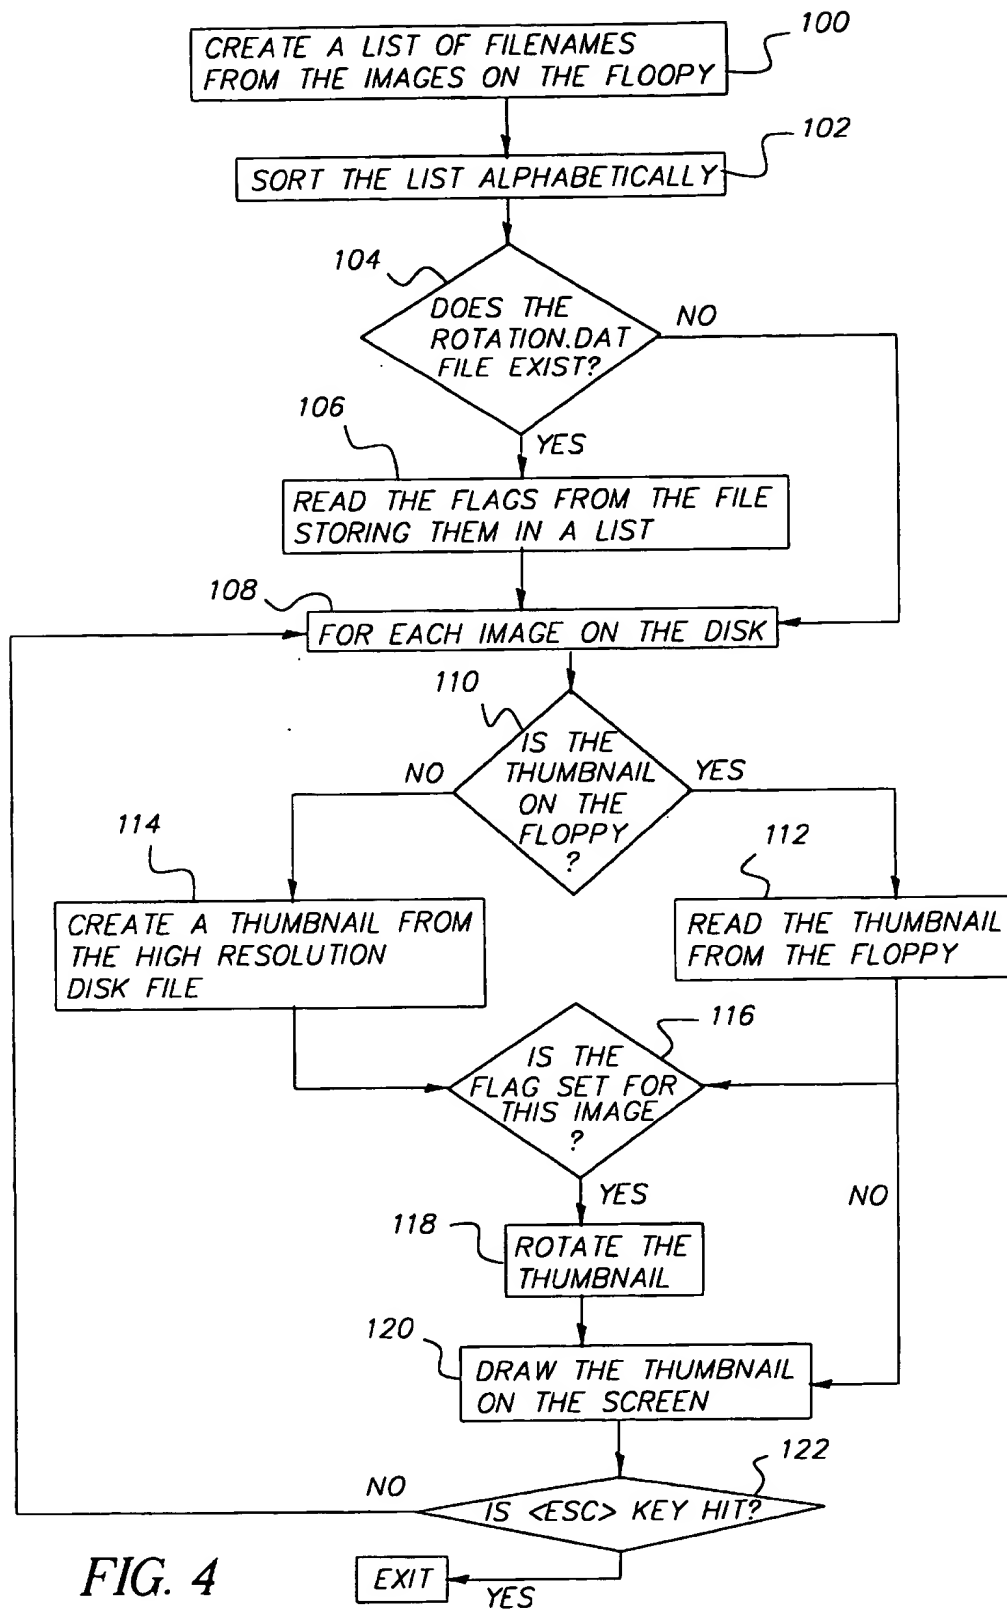 100
CREATE A LIST OF FILENAMES
FROM THE IMAGES ON THE FLOOPY
102
SORT THE LIST ALPHABETICALLY
104
DOES THE
ROTATION.DAT
FILE EXIST?
NO
YES
106
READ THE FLAGS FROM THE FILE
STORING THEM IN A LIST
108
FOR EACH IMAGE ON THE DISK
110
IS THE
THUMBNAIL
ON THE
FLOPPY
?
NO
YES
114
CREATE A THUMBNAIL FROM
THE HIGH RESOLUTION
DISK FILE
112
READ THE THUMBNAIL
FROM THE FLOPPY
116
IS THE
FLAG SET FOR
THIS IMAGE
?
YES
NO
118
ROTATE THE
THUMBNAIL
120
DRAW THE THUMBNAIL
ON THE SCREEN
122
NO
IS <ESC> KEY HIT?
YES
EXIT
FIG. 4